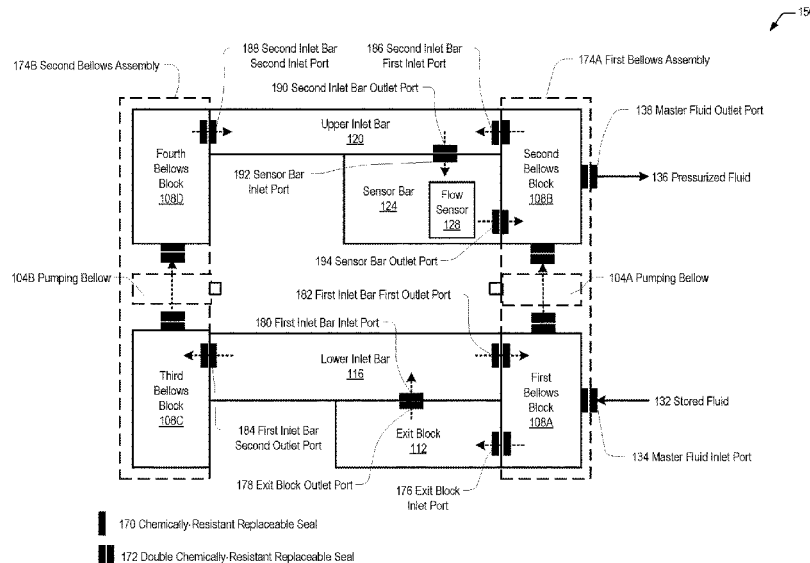 150
188 Second Inlet Bar
Second Inlet Port
186 Second Inlet Bar
First Inlet Port
174B Second Bellows Assembly
174A First Bellows Assembly
190 Second Inlet Bar Outlet Port
138 Master Fluid Outlet Port
Upper Inlet Bar
120
Fourth
Bellows
Block
108D
192 Sensor Bar
Inlet Port
Second
Bellows
Block
108B
136 Pressurized Fluid
Sensor Bar
124
Flow
Sensor
128
194 Sensor Bar Outlet Port
104B Pumping Bellow
104A Pumping Bellow
182 First Inlet Bar First Outlet Port
180 First Inlet Bar Inlet Port
Lower Inlet Bar
116
Third
Bellows
Block
108C
First
Bellows
Block
108A
132 Stored Fluid
184 First Inlet Bar
Second Outlet Port
Exit Block
112
134 Master Fluid Inlet Port
178 Exit Block Outlet Port
176 Exit Block
Inlet Port
170 Chemically-Resistant Replaceable Seal
172 Double Chemically-Resistant Replaceable Seal